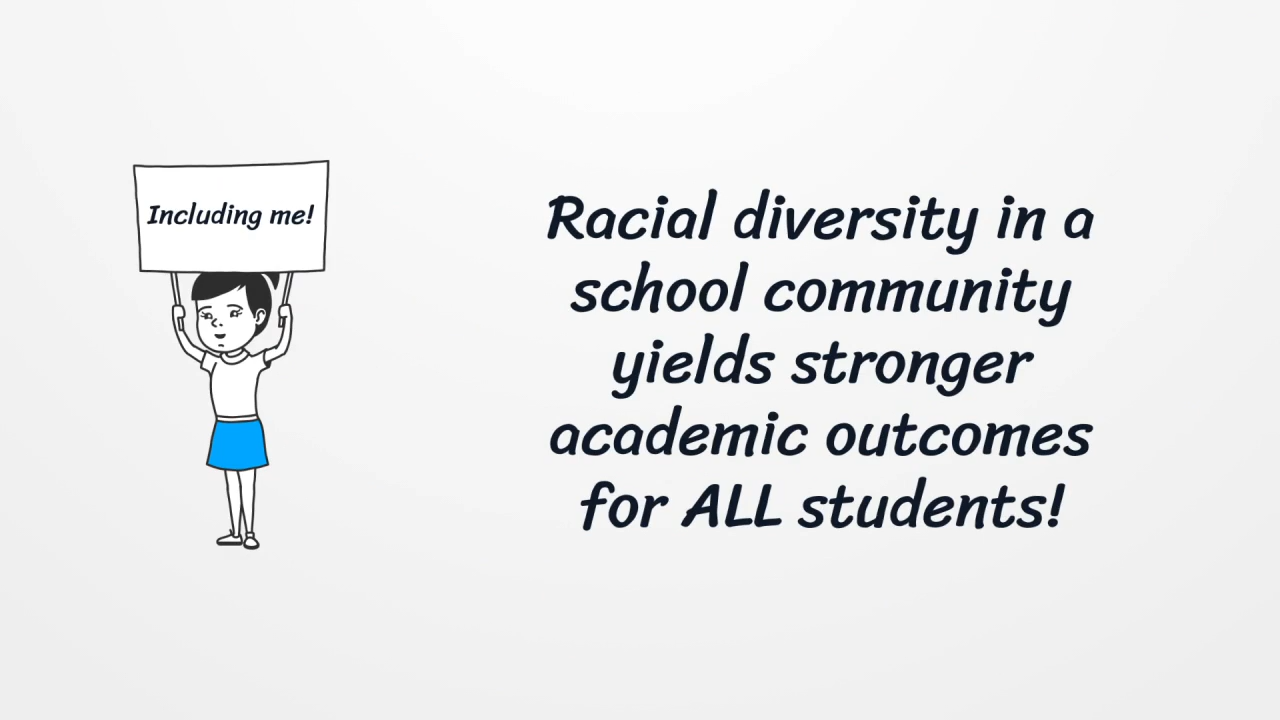 Including me!
Racial diversity in a
school community
yields stronger
academic outcomes
for ALL students!